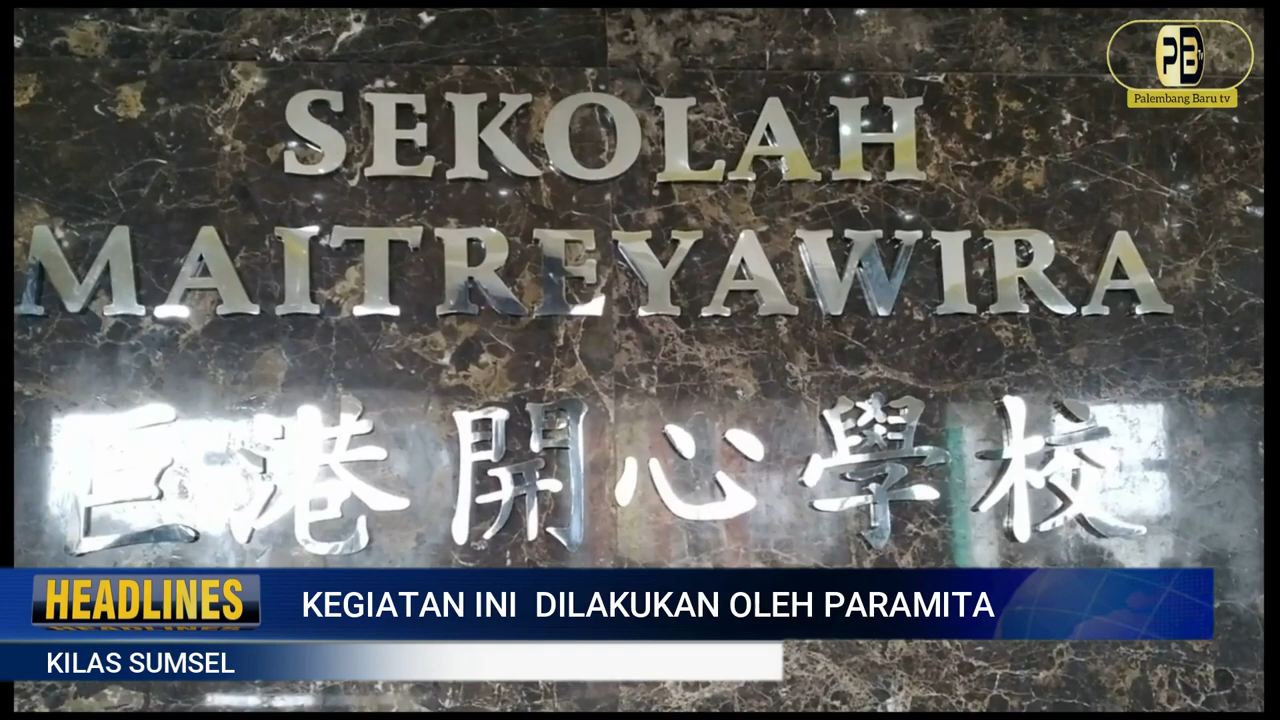 PB
tv
Palembang Baru tv
SEKOLAH
MAITREYAWIRA
巨港開心學校
HEADLINES
KEGIATAN INI DILAKUKAN OLEH PARAMITA
KILAS SUMSEL